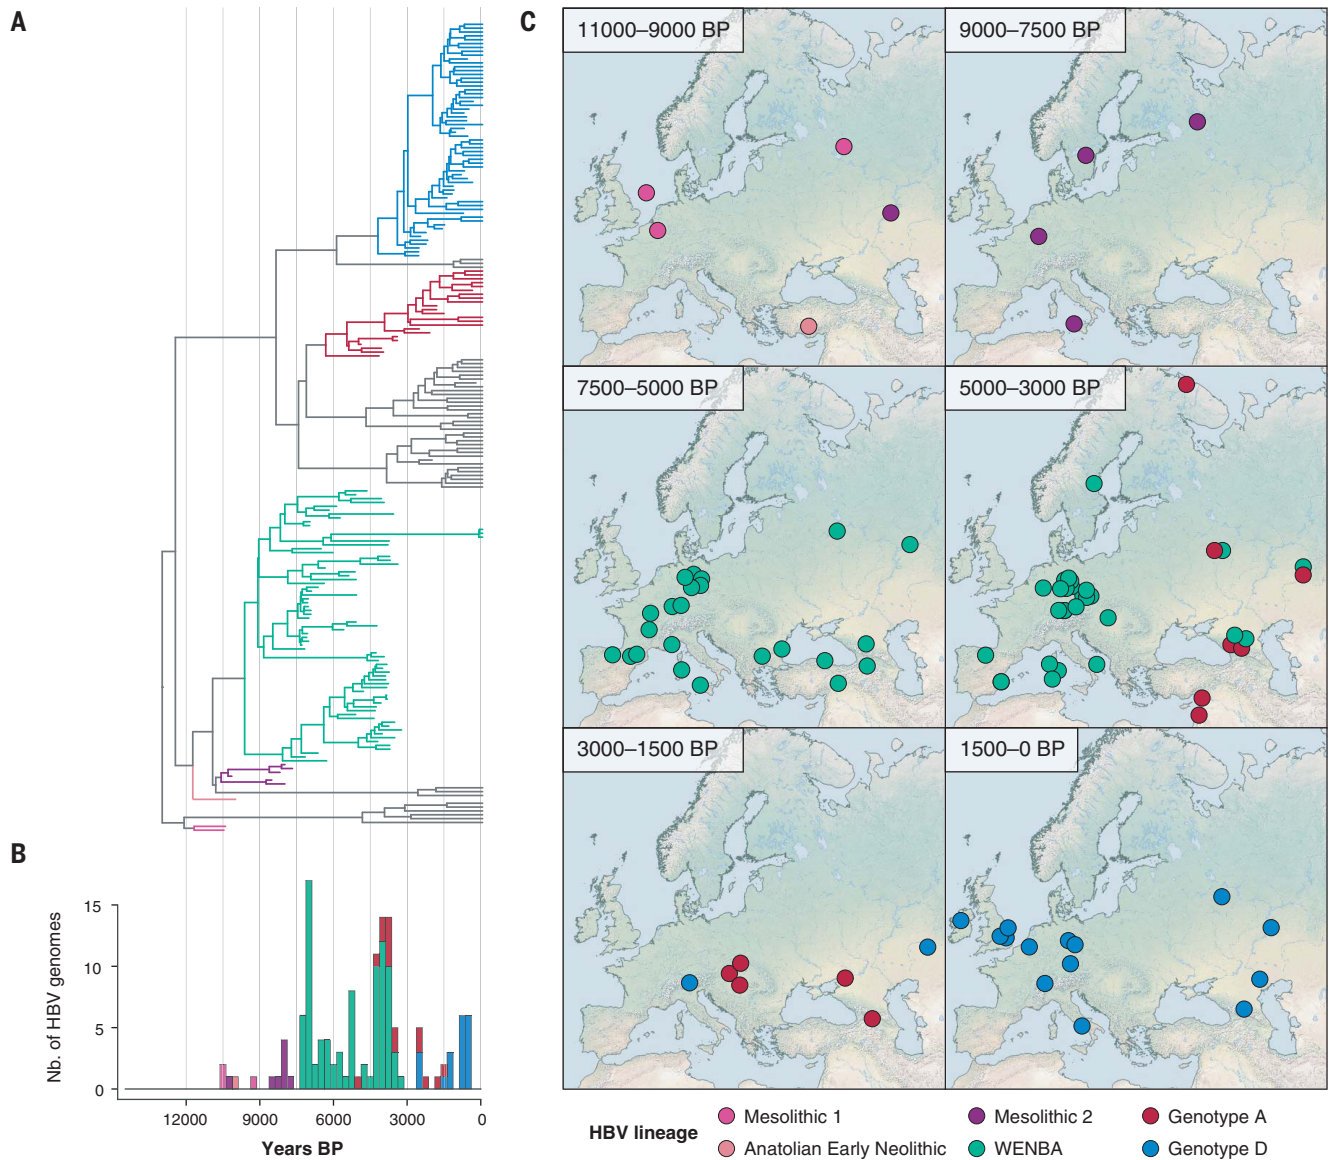 A
C
11000–9000 BP
9000–7500 BP
7500–5000 BP
5000–3000 BP
3000–1500 BP
1500–0 BP
B
Nb. of HBV genomes
15
10
5
0
12000 9000 6000 3000 0
Years BP
HBV lineage
Mesolithic 1
Mesolithic 2
Genotype A
Anatolian Early Neolithic
WENBA
Genotype D